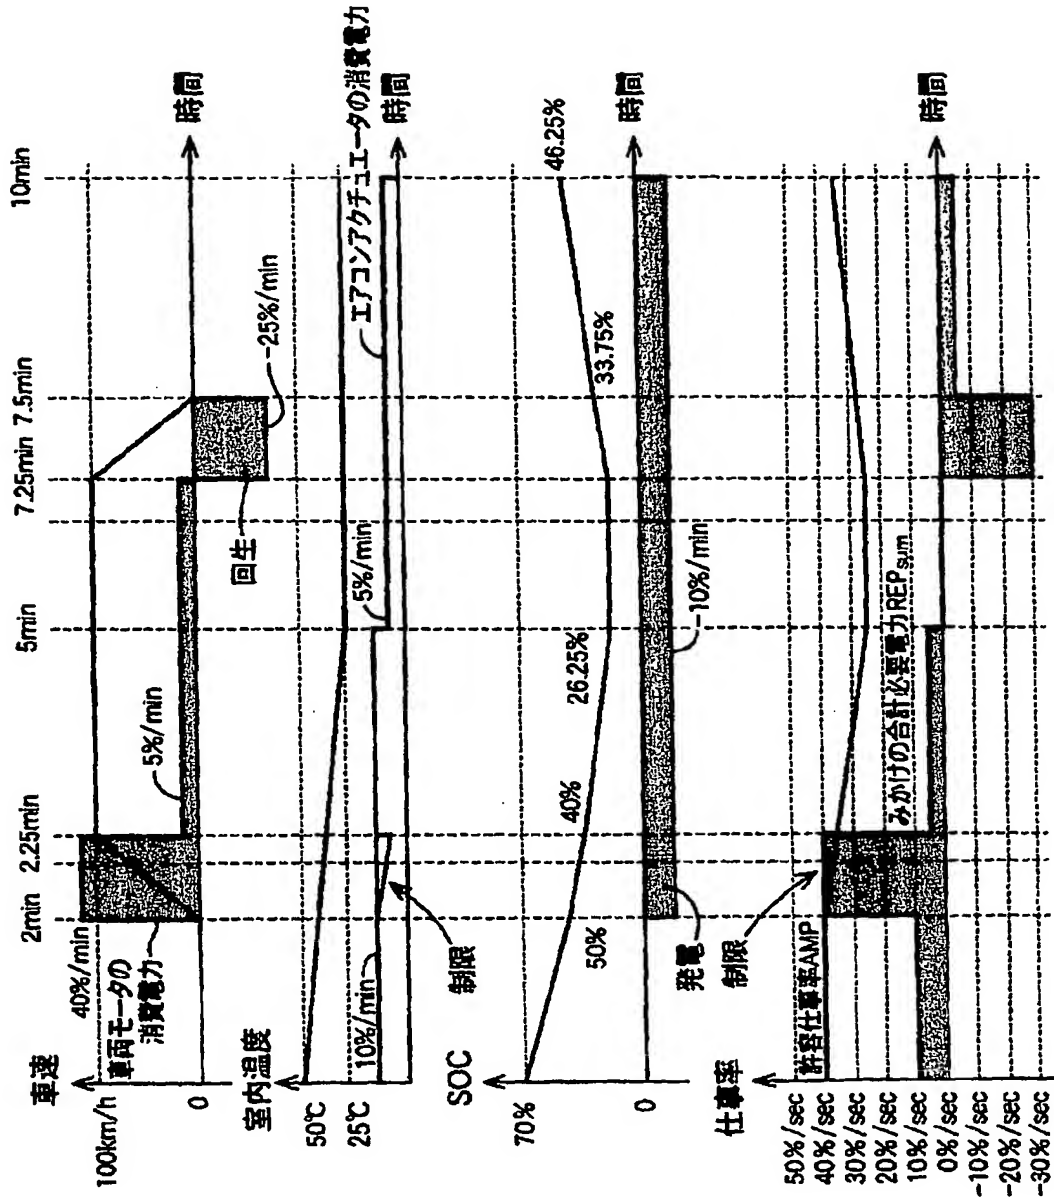 2min
2.25min
5min
7.25min
7.5min
10min
車速
100km/h
0
40%/min
車両モータの
消費電力
5%/min
回生
-25%/min
時間
室内温度
50℃
25℃
10%/min
制限
5%/min
エアコンアクチュエータの消費電力
時間
SOC
70%
0
50%
40%
26.25%
33.75%
46.25%
発電
-10%/min
時間
仕事率
50%/sec
40%/sec
30%/sec
20%/sec
10%/sec
0%/sec
-10%/sec
-20%/sec
-30%/sec
許容仕事率AMP
制限
みかけの合計必要電力REPsum
時間